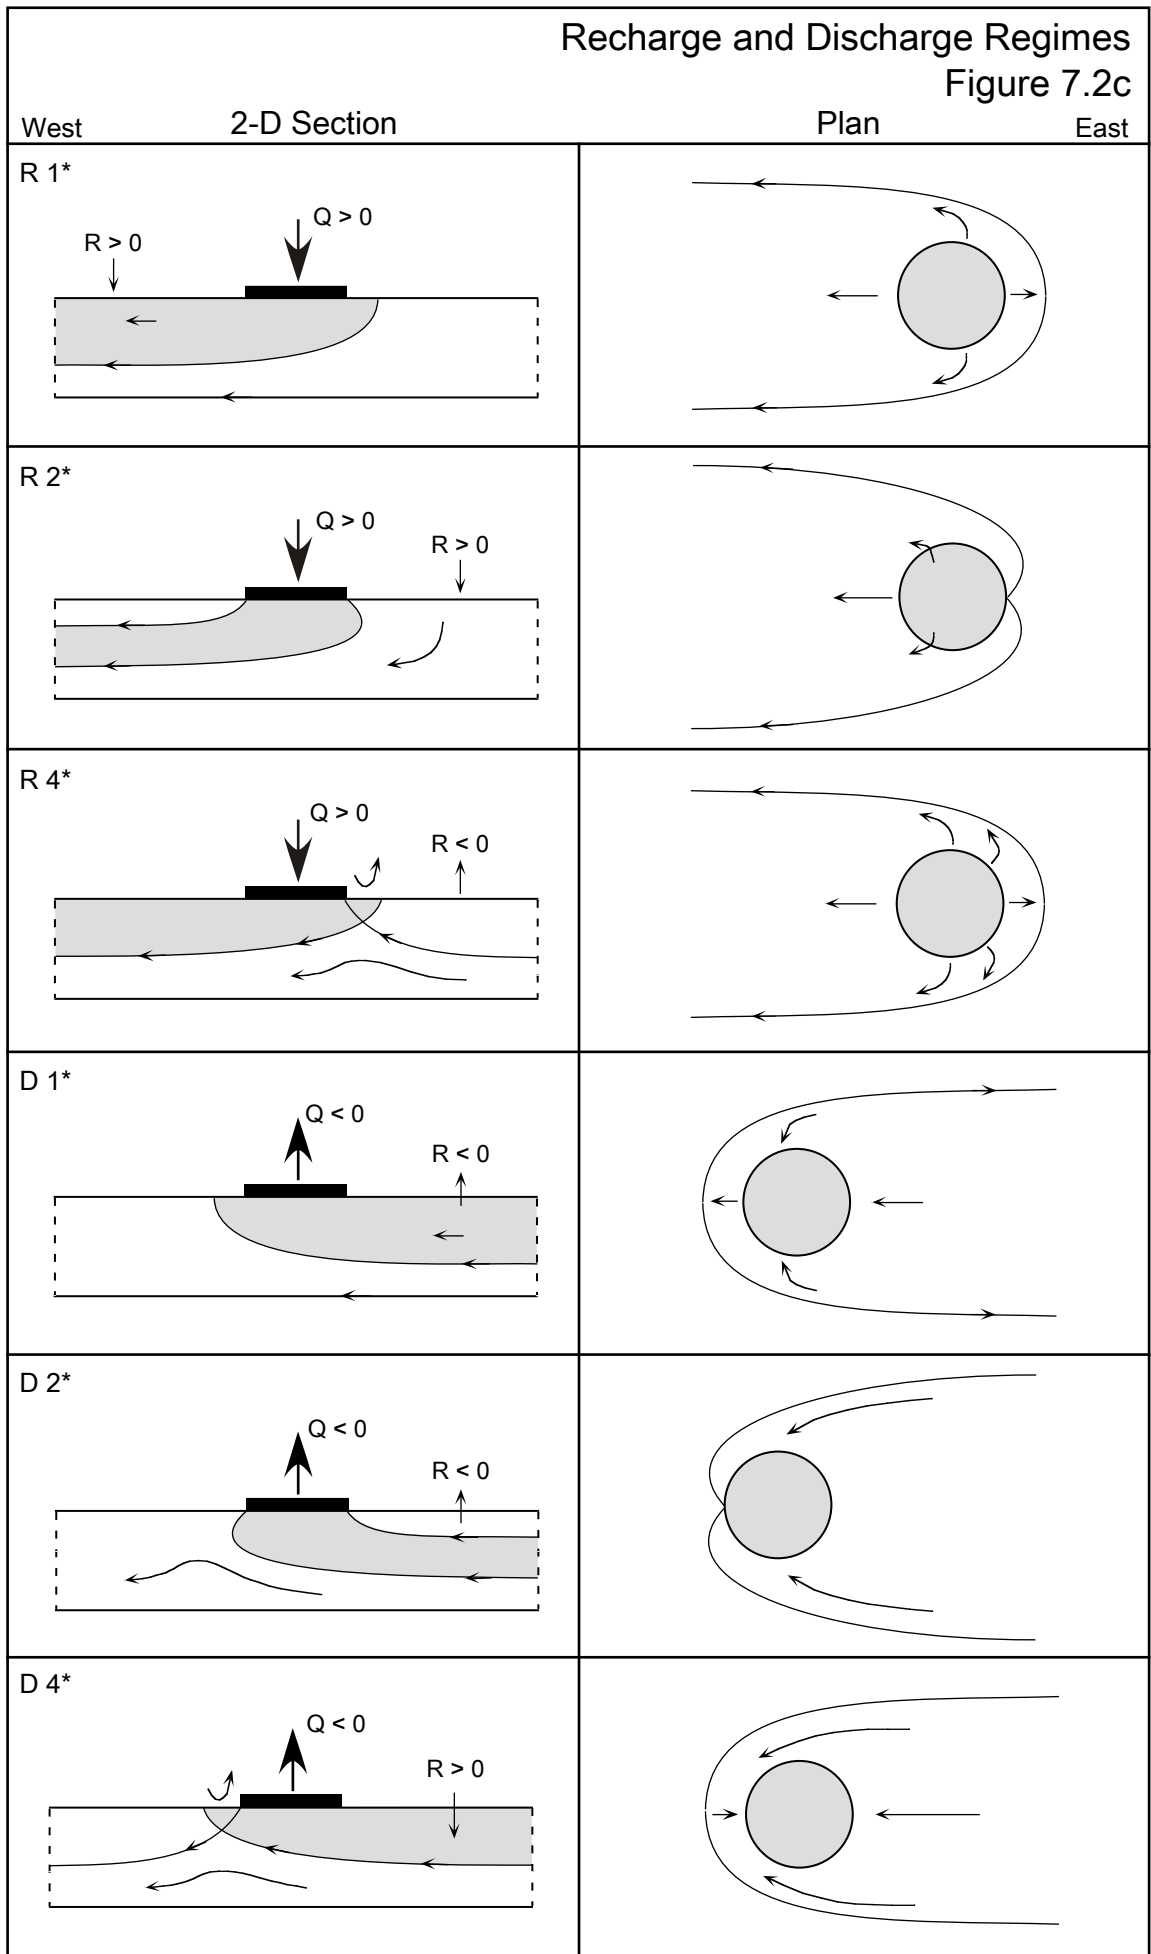 Recharge and Discharge Regimes
Figure 7.2c
West 2-D Section Plan East
R 1*
Q > 0
R > 0
R 2*
Q > 0
R > 0
R 4*
Q > 0
R < 0
D 1*
Q < 0
R < 0
D 2*
Q < 0
R < 0
D 4*
Q < 0
R > 0